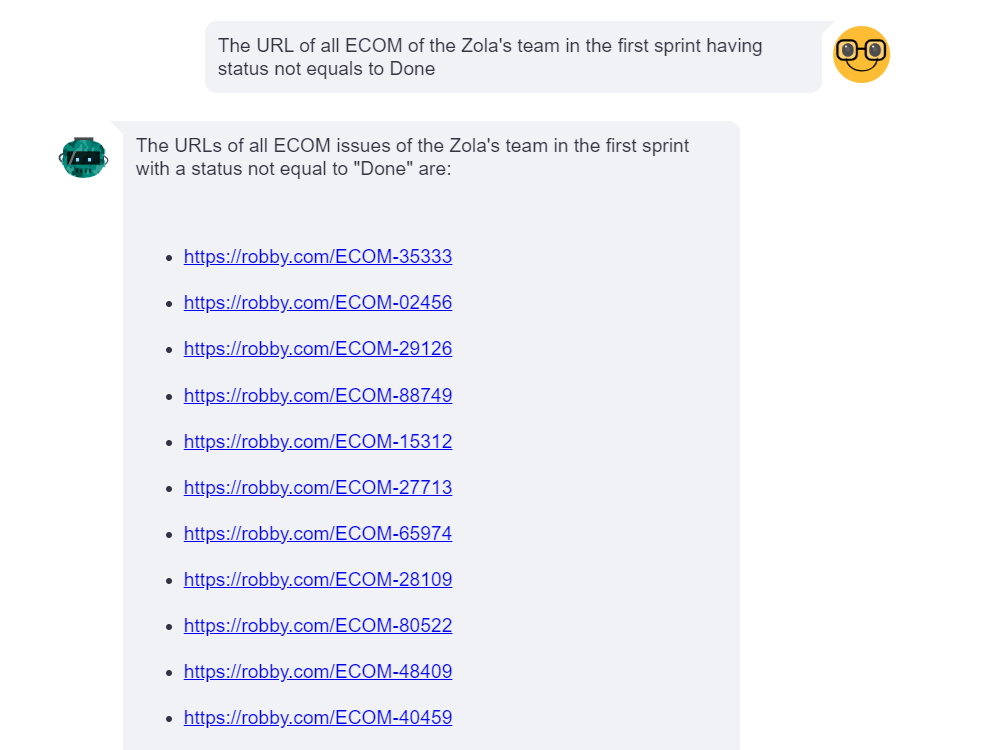 The URL of all ECOM of the Zola's team in the first sprint having
status not equals to Done
The URLs of all ECOM issues of the Zola's team in the first sprint
with a status not equal to "Done" are:
• https://robby.com/ECOM-35333
• https://robby.com/ECOM-02456
• https://robby.com/ECOM-29126
• https://robby.com/ECOM-88749
• https://robby.com/ECOM-15312
• https://robby.com/ECOM-27713
• https://robby.com/ECOM-65974
• https://robby.com/ECOM-28109
• https://robby.com/ECOM-80522
• https://robby.com/ECOM-48409
• https://robby.com/ECOM-40459